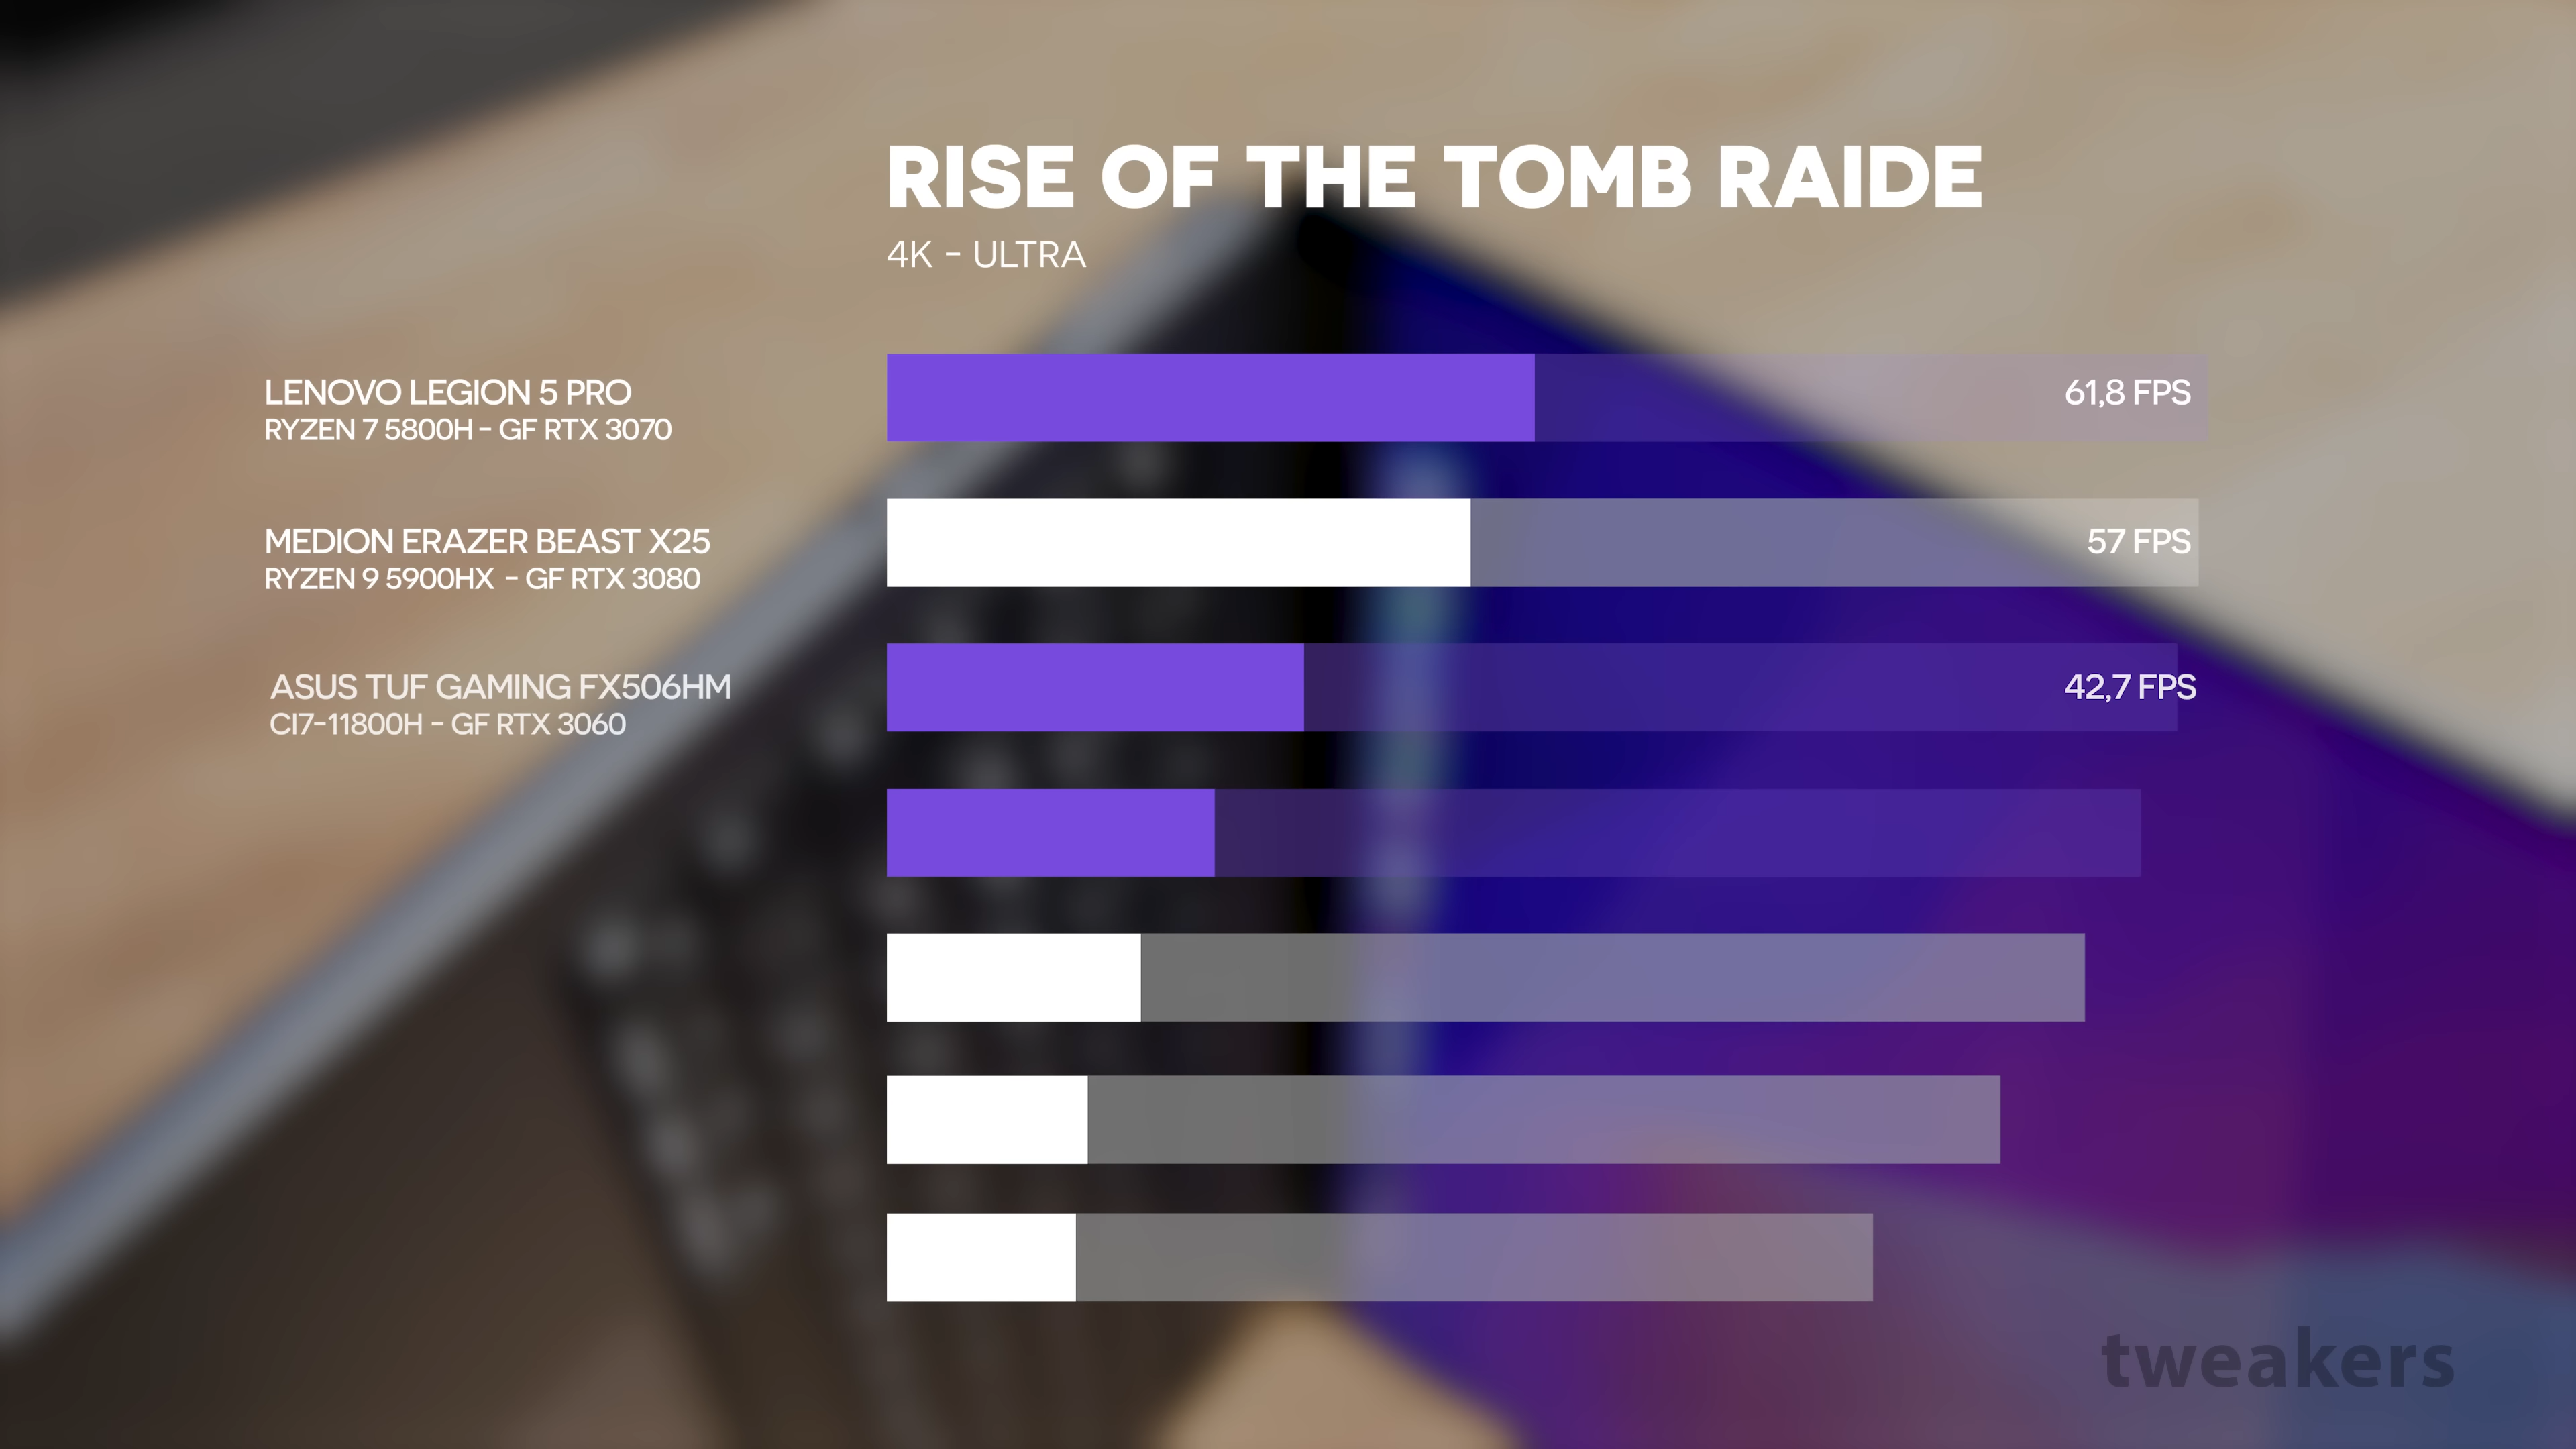 RISE OF THE TOMB RAIDE
4K - ULTRA
LENOVO LEGION 5 PRO
RYZEN 7 5800H - GF RTX 3070
61,8 FPS
MEDION ERAZER BEAST X25
RYZEN 9 5900HX - GF RTX 3080
57 FPS
ASUS TUF GAMING FX506HM
CI7-11800H - GF RTX 3060
42,7 FPS
tweakers